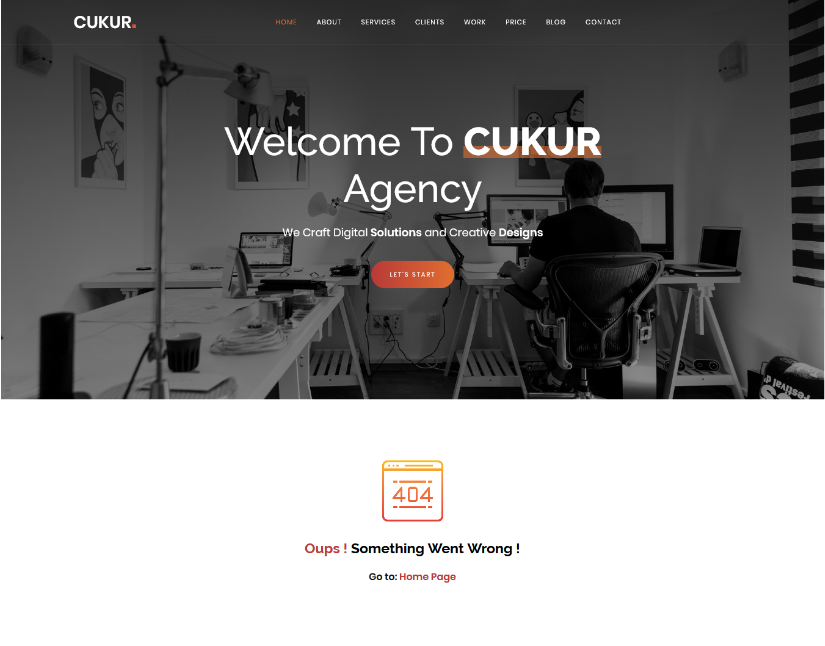 CUKUR.
HOME ABOUT SERVICES CLIENTS WORK PRICE BLOG CONTACT
Welcome To CUKUR
Agency
We Craft Digital Solutions and Creative Designs
LET'S START
Festival d
404
Oups ! Something Went Wrong !
Go to: Home Page